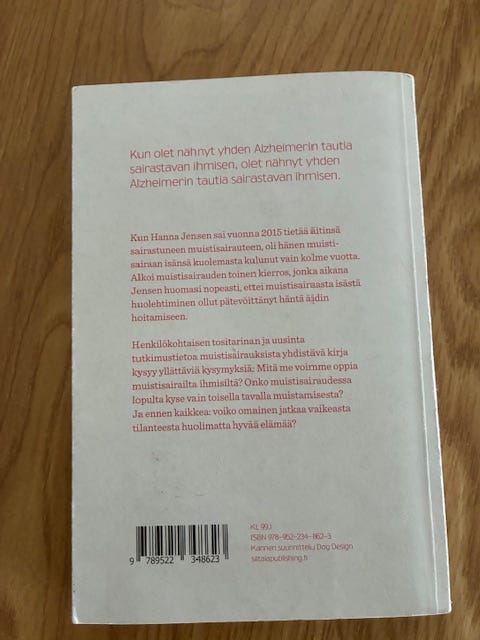 Kun olet nähnyt yhden Alzheimerin tautia
sairastavan ihmisen, olet nähnyt yhden
Alzheimerin tautia sairastavan ihmisen.
Kun Hanna Jensen sai vuonna 2015 tietää äitinsä
sairastuneen muistisairauteen, oli hänen muisti-
sairaan isänsä kuolemasta kulunut vain kolme vuotta.
Alkoi muistisairauden toinen kierros, jonka aikana
Jensen huomasi nopeasti, ettei muistisairaasta isästä
huolehtiminen ollut pätevöittänyt häntä äidin
hoitamiseen.
Henkilökohtaisen tositarinan ja uusinta
tutkimustietoa muistisairauksista yhdistävä kirja
kysyy yllättäviä kysymyksiä: Mitä me voimme oppia
muistisairailta ihmisiltä? Onko muistisairaudessa
lopulta kyse vain toisella tavalla muistamisesta?
Ja ennen kaikkea: voiko omainen jatkaa vaikeasta
tilanteesta huolimatta hyvää elämää?
KL 99.1
ISBN 978-952-234-862-3
Kannen suunnittelu Dog Design
siltalapublishing.fi
9 789522 348623